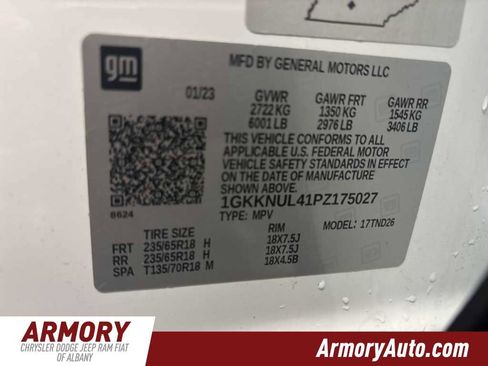 gm
MFD BY GENERAL MOTORS LLC
01/23 GVWR GAWR FRT GAWR RR
2722 KG 1350 KG 1545 KG
6001 LB 2976 LB 3406 LB
THIS VEHICLE CONFORMS TO ALL
APPLICABLE U.S. FEDERAL MOTOR
VEHICLE SAFETY STANDARDS IN EFFECT
ON THE DATE OF MANUFACTURE SHOWN ABOVE.
1GKKNUL41PZ175027
8624
TYPE: MPV MODEL: 17TND26
TIRE SIZE RIM
FRT 235/65R18 H 18X7.5J
RR 235/65R18 H 18X7.5J
SPA T135/70R18 M 18X4.5B
ARMORY
CHRYSLER DODGE JEEP RAM FIAT
OF ALBANY
ArmoryAuto.com